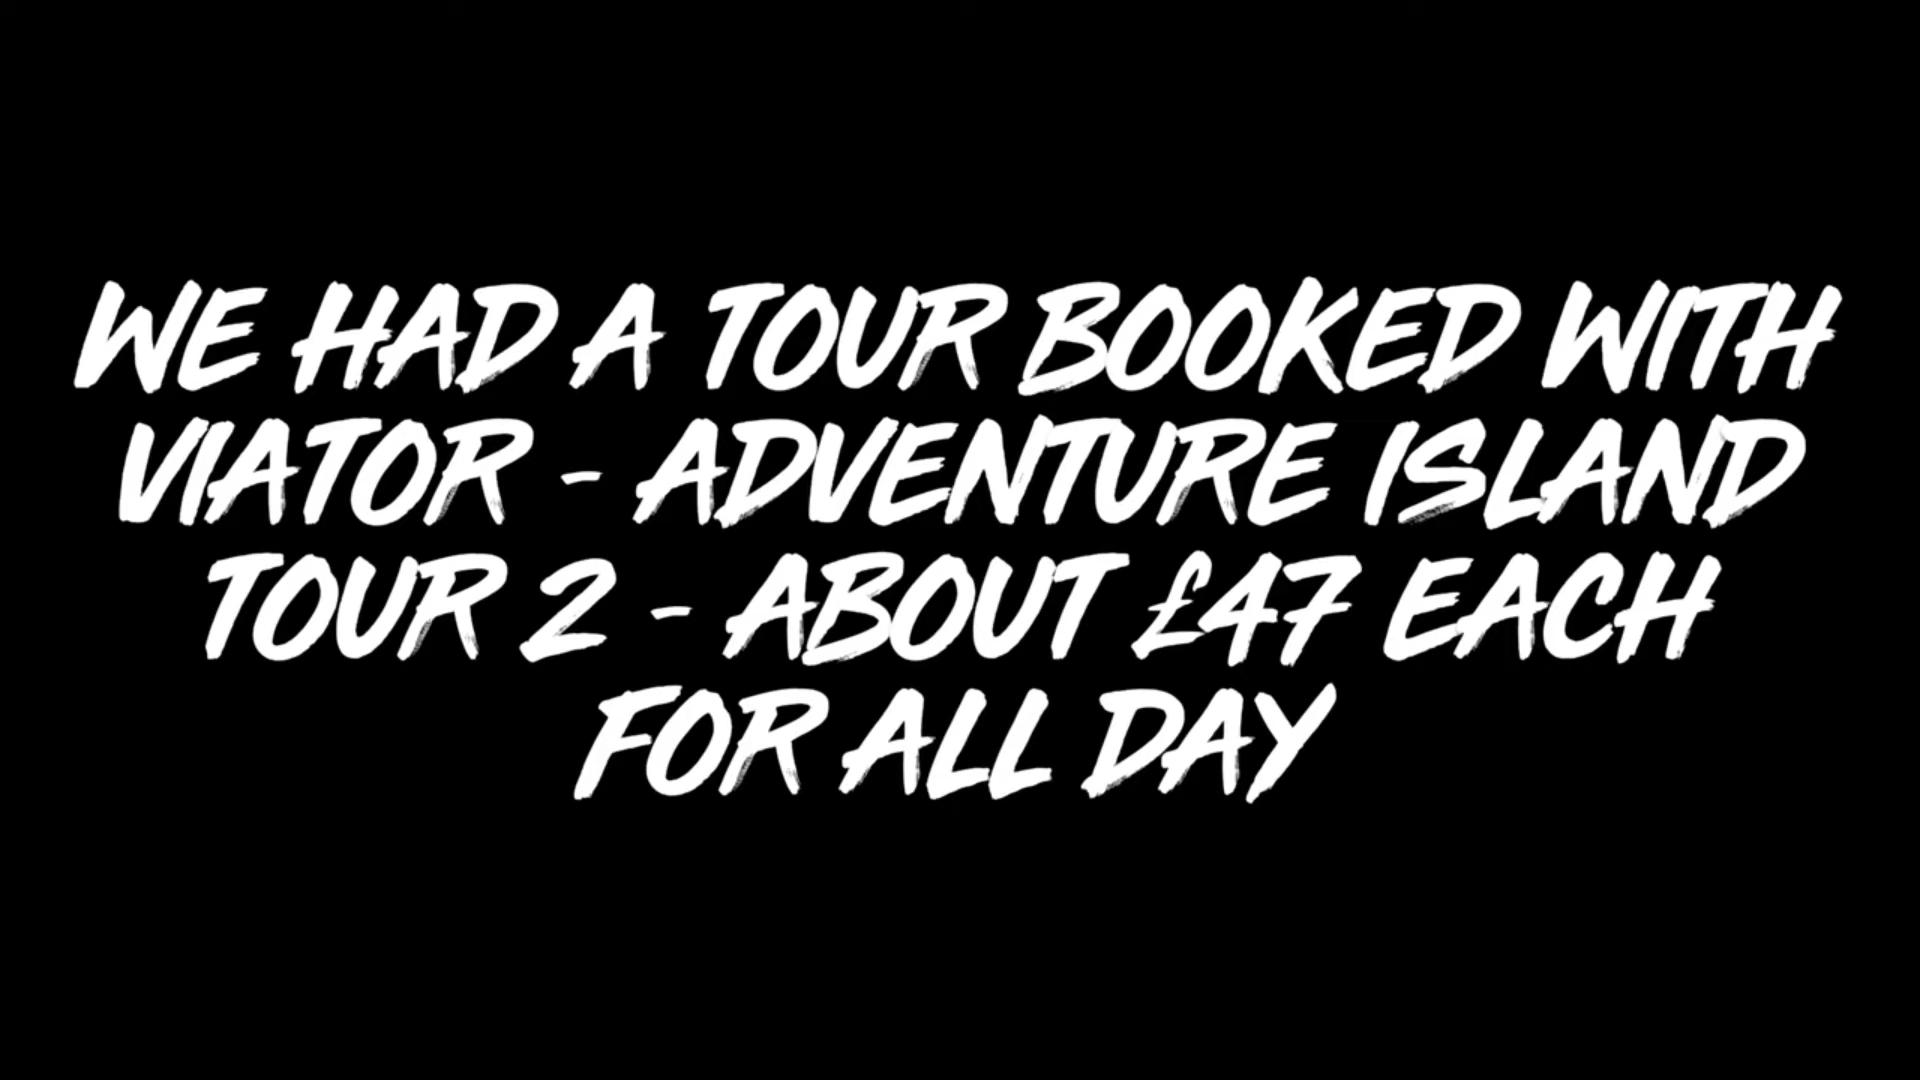 WE HAD A TOUR BOOKED WITH
VIATOR - ADVENTURE ISLAND
TOUR 2 - ABOUT £47 EACH
FOR ALL DAY